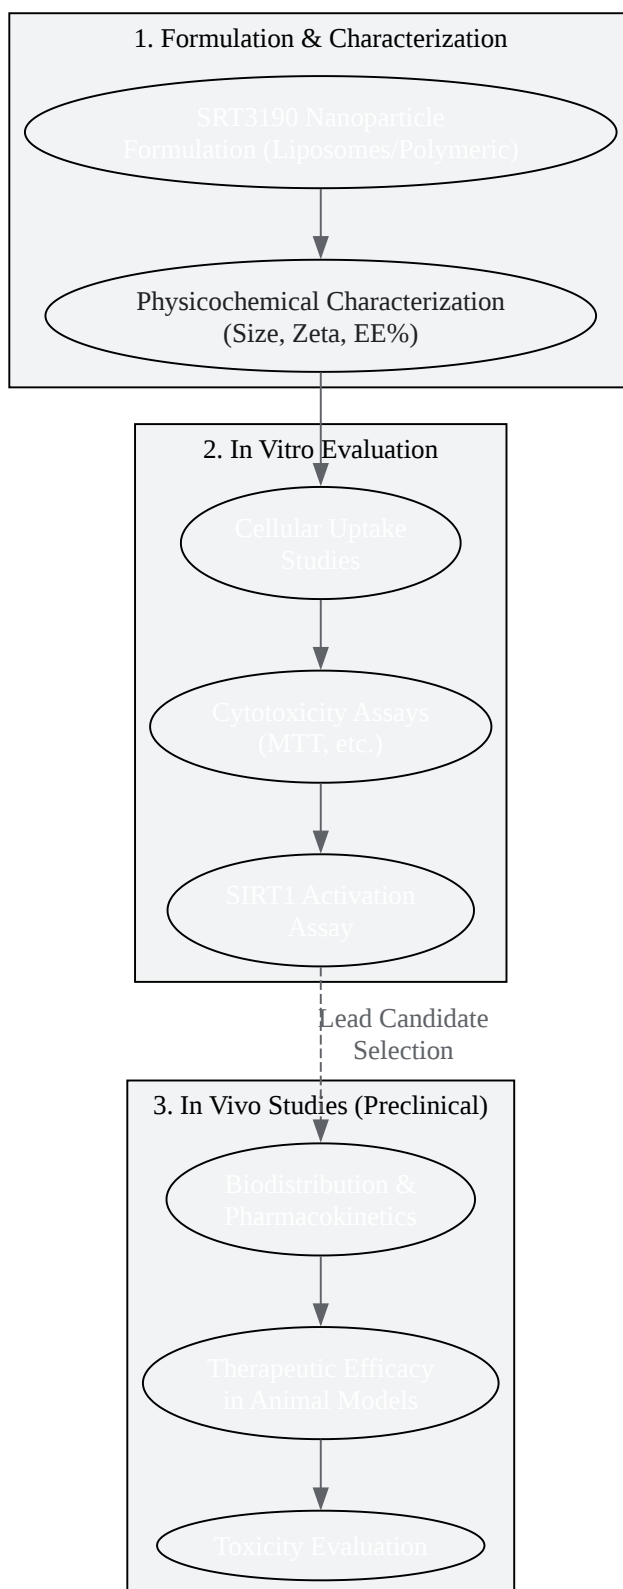 1. Formulation & Characterization
SRT3190 Nanoparticle
Formulation (Liposomes/Polymeric)
Physicochemical Characterization
(Size, Zeta, EE%)
2. In Vitro Evaluation
Cellular Uptake
Studies
Cytotoxicity Assays
(MTT, etc.)
SIRT1 Activation
Assay
Lead Candidate
Selection
3. In Vivo Studies (Preclinical)
Biodistribution &
Pharmacokinetics
Therapeutic Efficacy
in Animal Models
Toxicity Evaluation